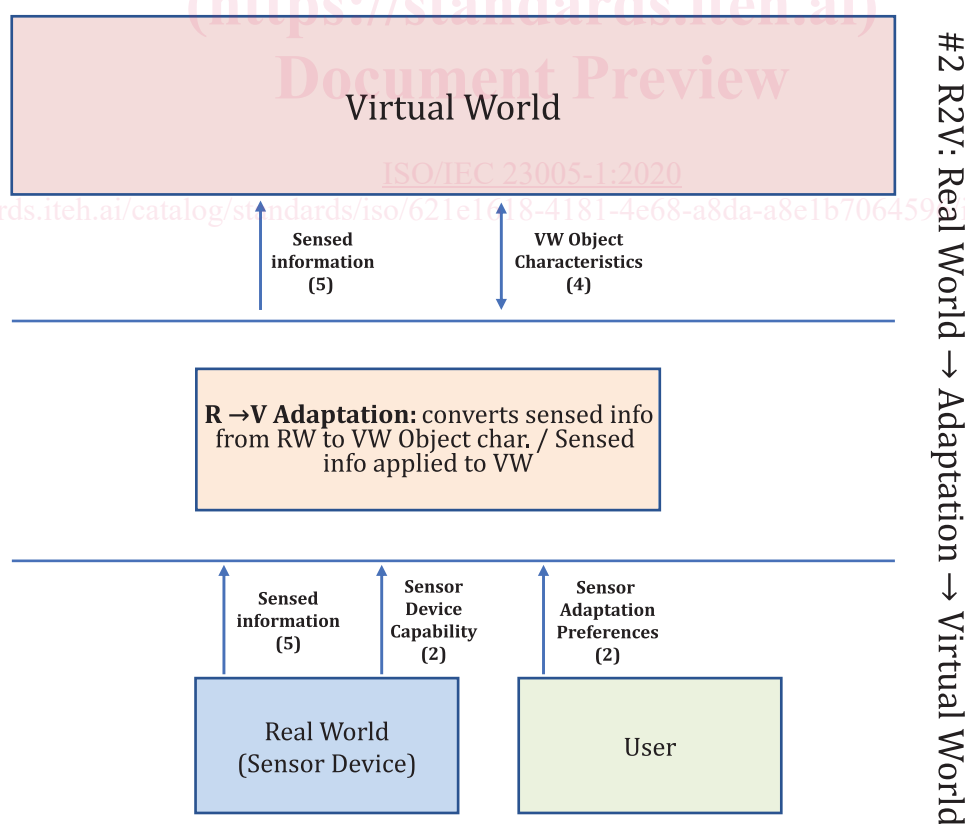 (https://standards.iteh.ai)
Document Preview
Virtual World
ISO/IEC 23005-1:2020
Sensed
information
(5)
VW Object
Characteristics
(4)
R →V Adaptation: converts sensed info
from RW to VW Object char. / Sensed
info applied to VW
Sensed
information
(5)
Sensor
Device
Capability
(2)
Sensor
Adaptation
Preferences
(2)
Real World
(Sensor Device)
User
#2 R2V: Real World → Adaptation → Virtual World